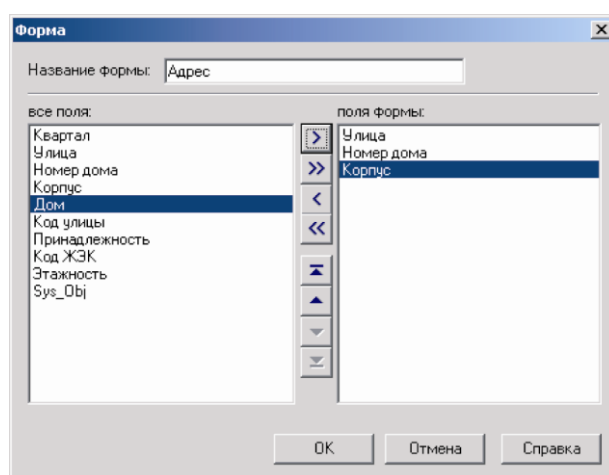 Форма
Название формы: Адрес
все поля:
Квартал
Улица
Номер дома
Корпус
Дом
Код улицы
Принадлежность
Код ЖЭК
Этажность
Sys_Obj
поля формы:
Улица
Номер дома
Корпус
OK
Отмена
Справка